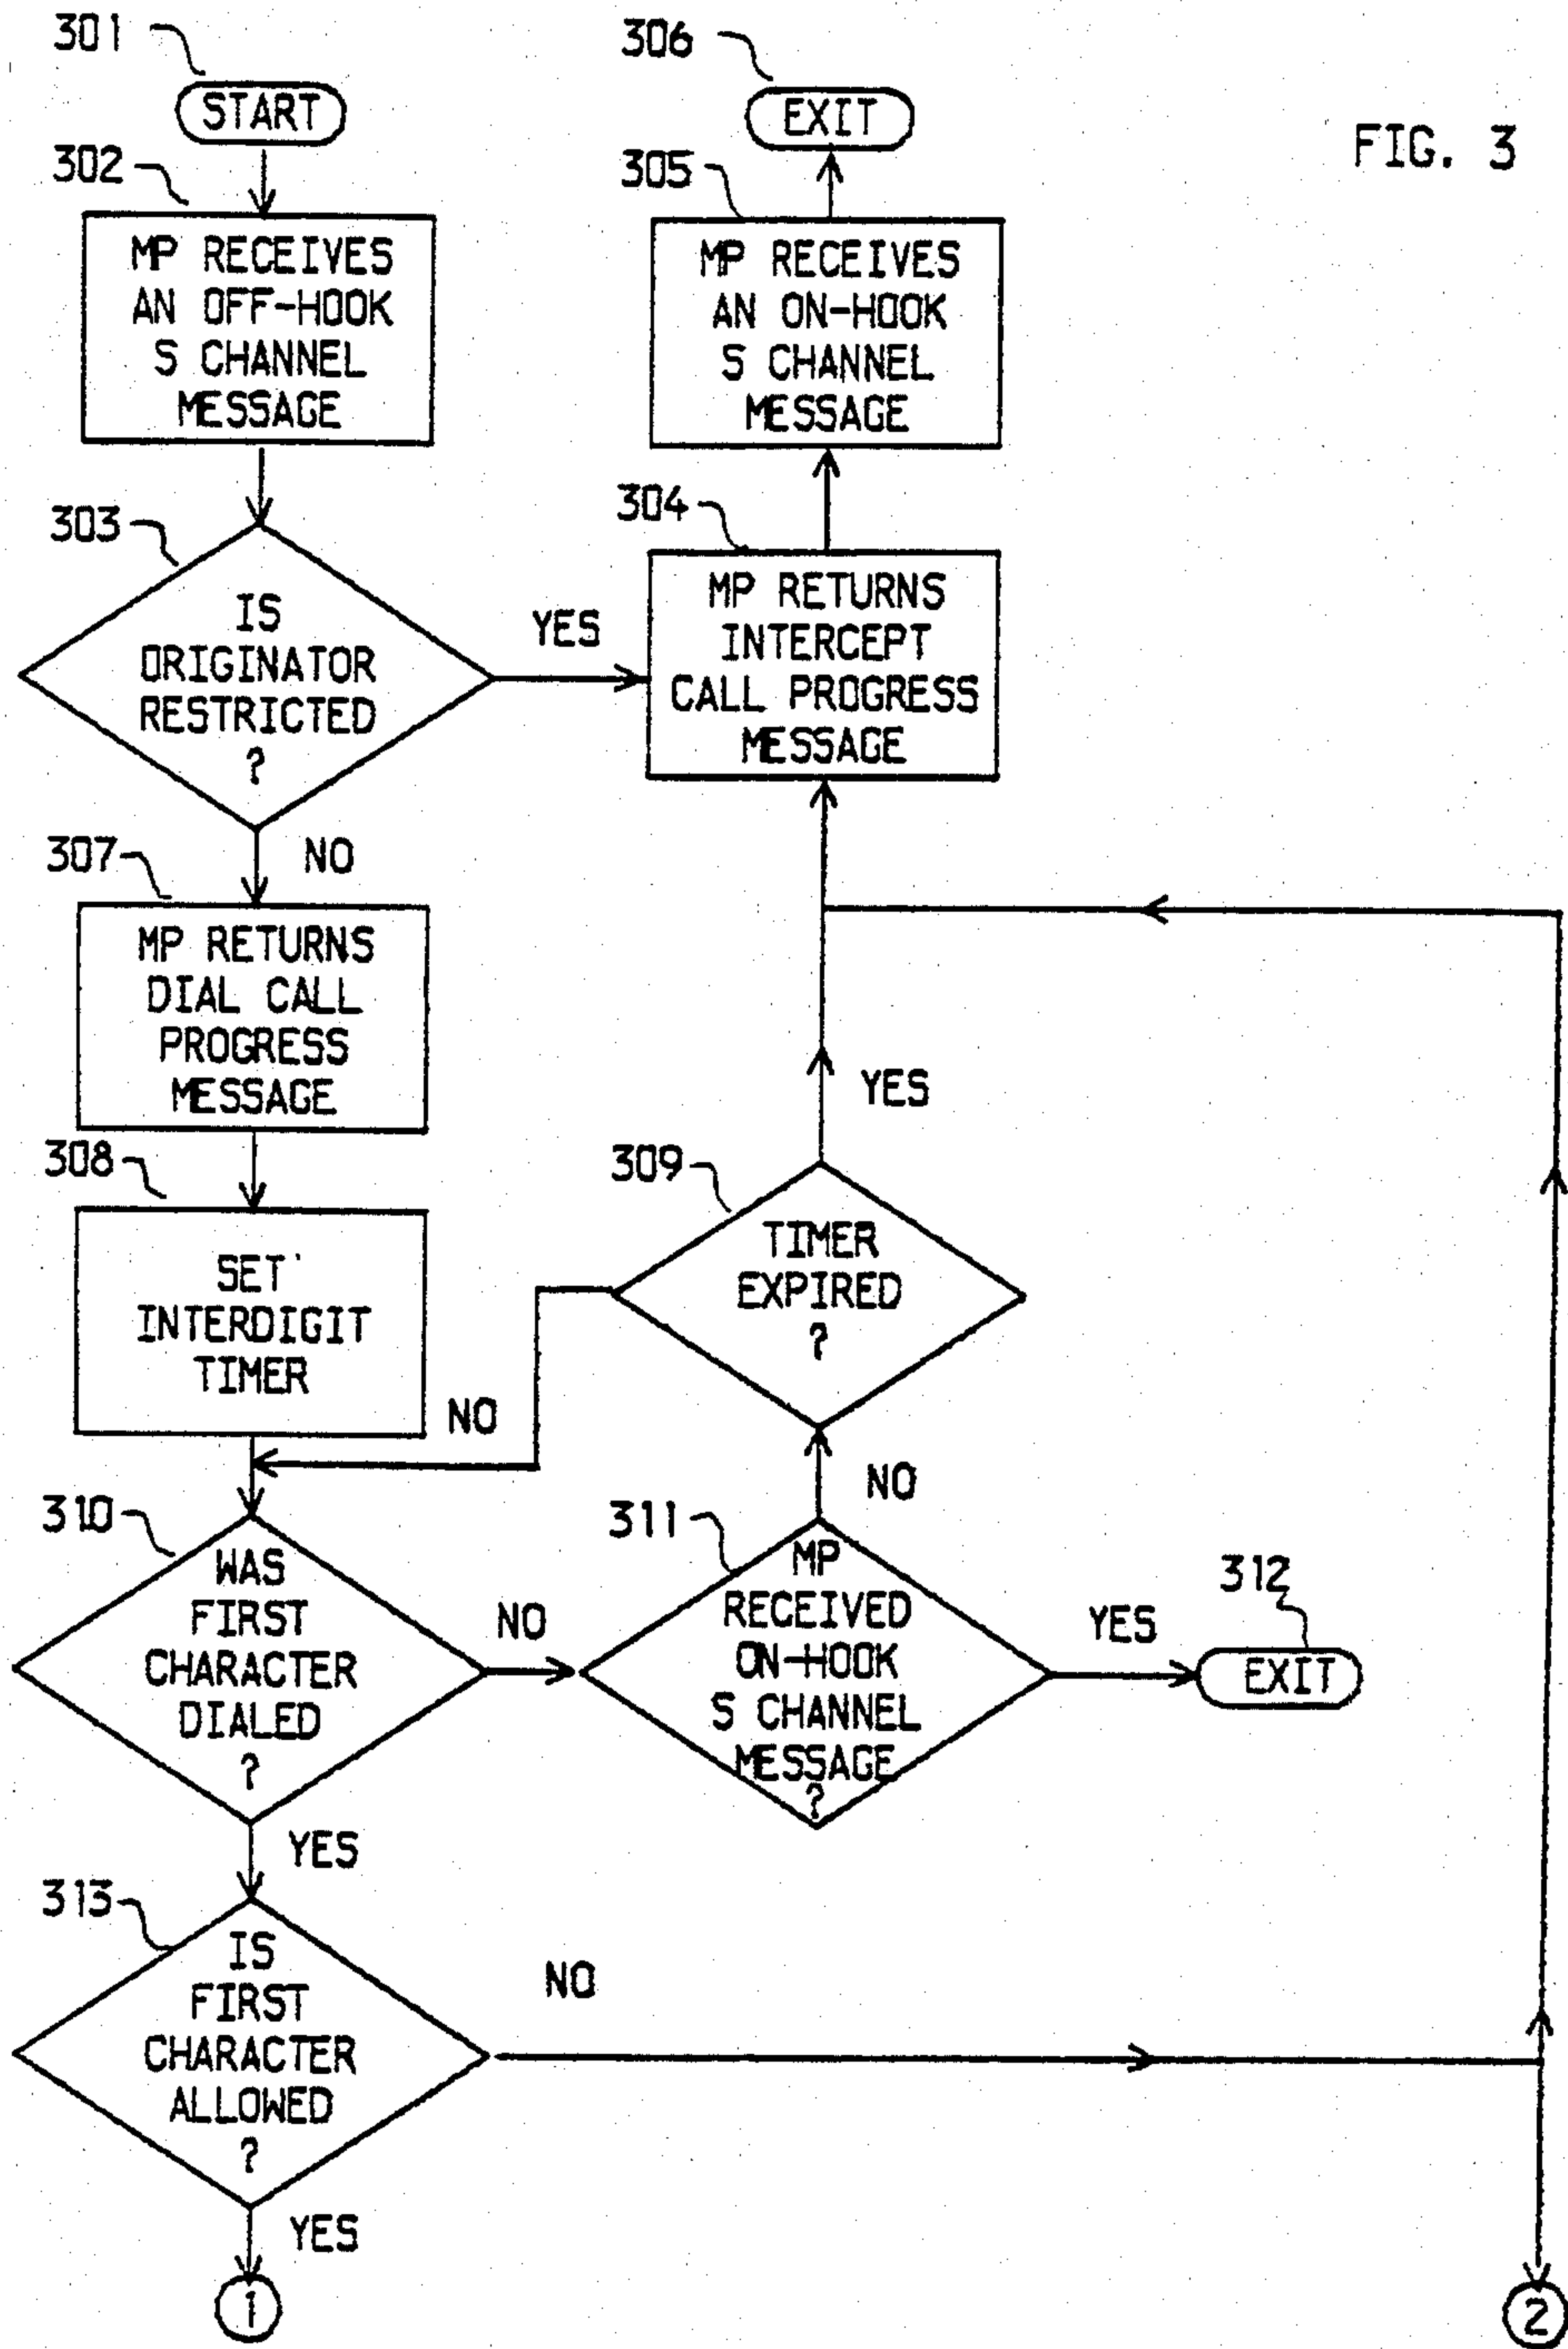 301
START
302
MP RECEIVES
AN OFF-HOOK
S CHANNEL
MESSAGE
303
IS
ORIGINATOR
RESTRICTED
?
YES
NO
306
EXIT
FIG. 3
305
MP RECEIVES
AN ON-HOOK
S CHANNEL
MESSAGE
304
MP RETURNS
INTERCEPT
CALL PROGRESS
MESSAGE
307
MP RETURNS
DIAL CALL
PROGRESS
MESSAGE
308
SET
INTERDIGIT
TIMER
309
TIMER
EXPIRED
?
YES
NO
310
WAS
FIRST
CHARACTER
DIALED
?
NO
YES
311
MP
RECEIVED
ON-HOOK
S CHANNEL
MESSAGE
?
NO
YES
312
EXIT
313
IS
FIRST
CHARACTER
ALLOWED
?
NO
YES
1
2